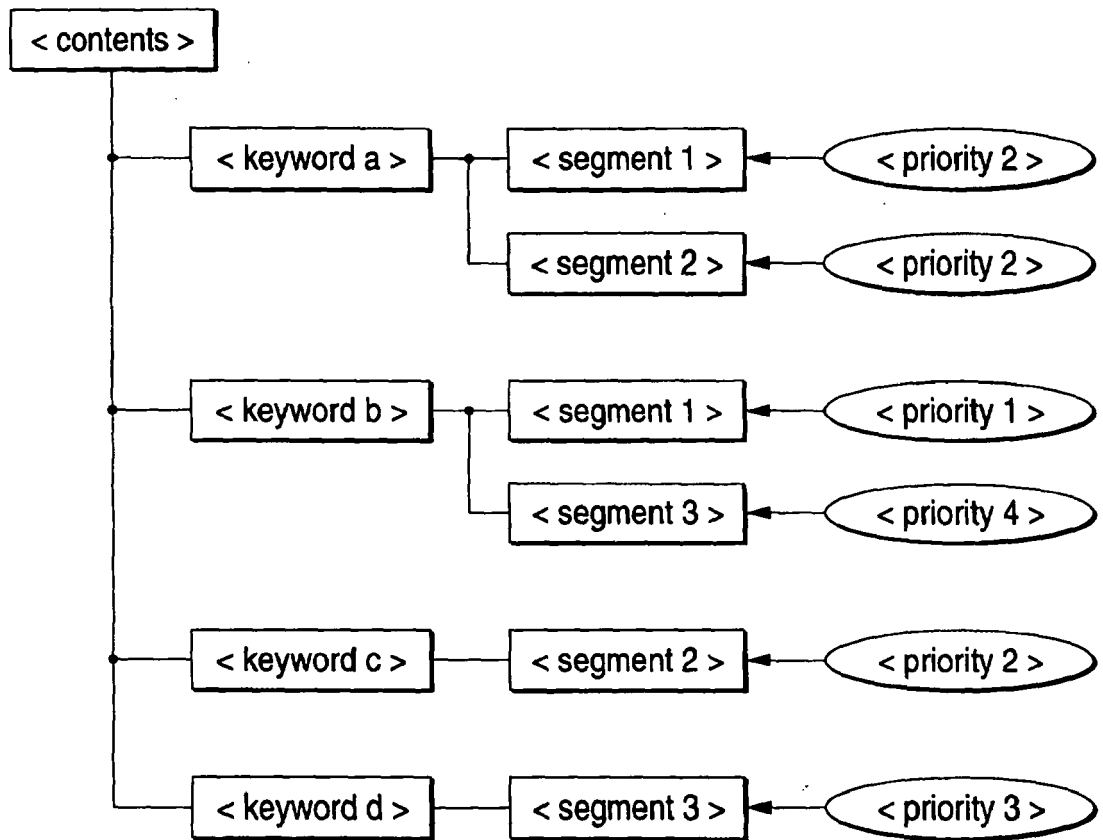 < contents >
< keyword a > < segment 1 > < priority 2 >
< segment 2 > < priority 2 >
< keyword b > < segment 1 > < priority 1 >
< segment 3 > < priority 4 >
< keyword c > < segment 2 > < priority 2 >
< keyword d > < segment 3 > < priority 3 >